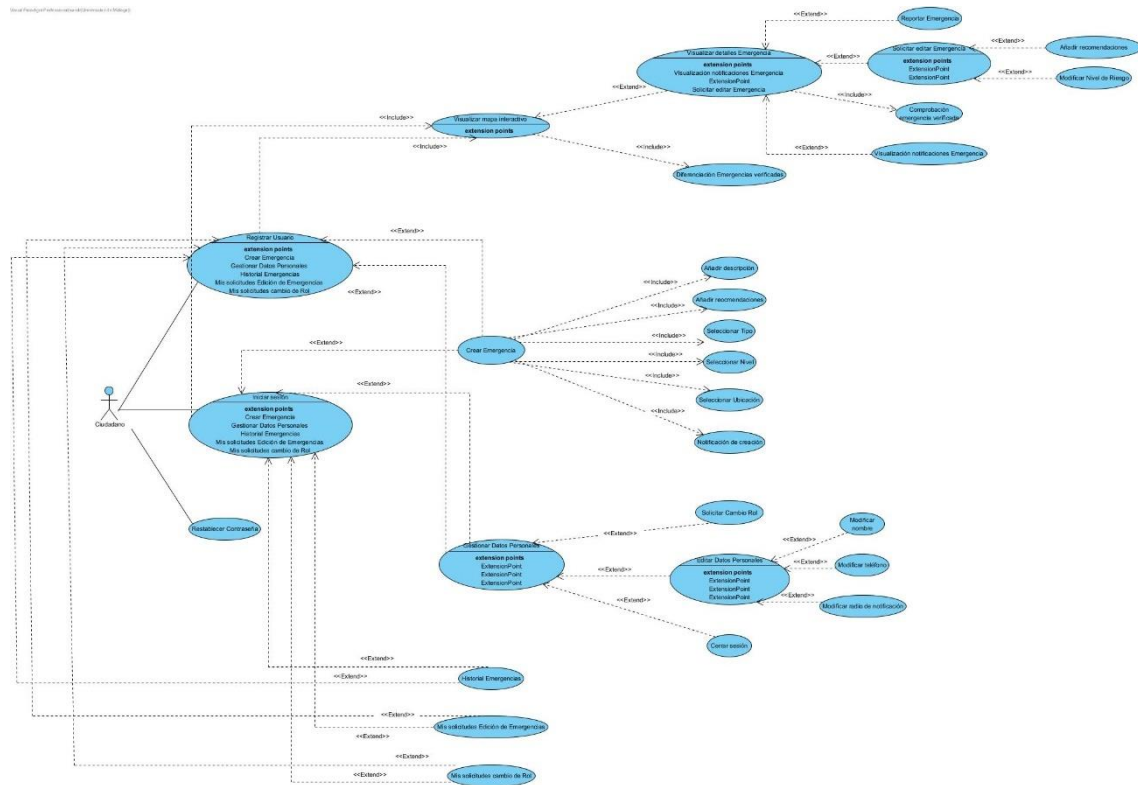 Reportar Emergencia
<<Extend>>
Visualizar detalles Emergencia
extension points
Visualización notificaciones Emergencia
ExtensionPoint
Solicitar editar Emergencia
<<Extend>>
Solicitar editar Emergencia
extension points
ExtensionPoint
ExtensionPoint
<<Extend>>
Añadir recomendaciones
<<Extend>>
Modificar Nivel de Riesgo
<<Extend>>
<<Include>>
Comprobación
emergencia verificada
<<Extend>>
Visualización notificaciones Emergencia
<<Include>>
Visualizar mapa interactivo
extension points
<<Include>>
<<Include>>
Diferenciación Emergencias verificadas
Registrar Usuario
extension points
Crear Emergencia
Gestionar Datos Personales
Historial Emergencias
Mis solicitudes Edición de Emergencias
Mis solicitudes cambio de Rol
<<Extend>>
<<Extend>>
Crear Emergencia
<<Include>>
Añadir descripción
<<Include>>
Añadir recomendaciones
<<Include>>
Seleccionar Tipo
<<Include>>
Seleccionar Nivel
<<Include>>
Seleccionar Ubicación
<<Include>>
Notificación de creación
<<Extend>>
<<Extend>>
Iniciar sesión
extension points
Crear Emergencia
Gestionar Datos Personales
Historial Emergencias
Mis solicitudes Edición de Emergencias
Mis solicitudes cambio de Rol
Ciudadano
Restablecer Contraseña
Solicitar Cambio Rol
<<Extend>>
Gestionar Datos Personales
extension points
ExtensionPoint
ExtensionPoint
ExtensionPoint
<<Extend>>
Editar Datos Personales
extension points
ExtensionPoint
ExtensionPoint
ExtensionPoint
<<Extend>>
Modificar
nombre
<<Extend>>
Modificar teléfono
<<Extend>>
Modificar radio de notificación
<<Extend>>
Cerrar sesión
<<Extend>>
<<Extend>>
Historial Emergencias
<<Extend>>
<<Extend>>
Mis solicitudes Edición de Emergencias
<<Extend>>
<<Extend>>
Mis solicitudes cambio de Rol